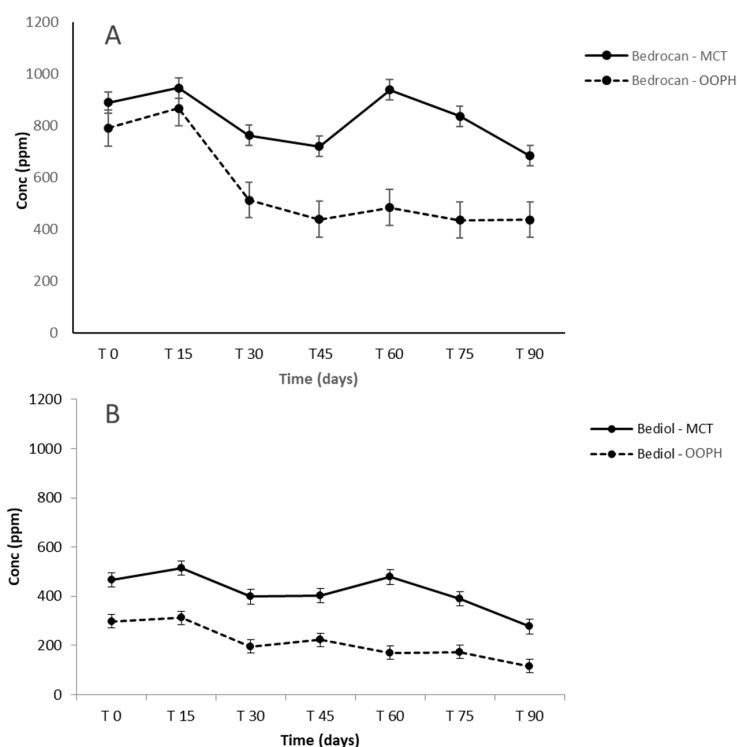 A
1200
1000
800
600
400
200
0
Conc (ppm)
T 0 T 15 T 30 T45 T 60 T 75 T 90
Time (days)
Bedrocan - MCT
Bedrocan - OOPH
B
1200
1000
800
600
400
200
0
Conc (ppm)
T 0 T 15 T 30 T 45 T 60 T 75 T 90
Time (days)
Bediol - MCT
Bediol - OOPH